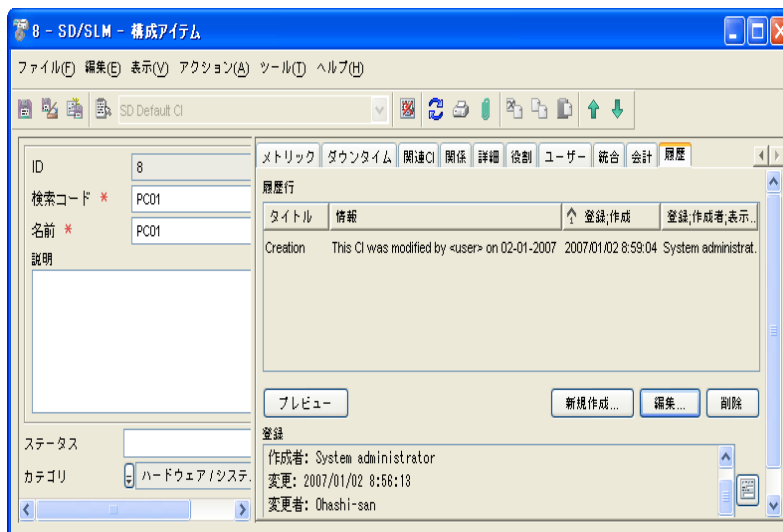 8 - SD/SLM - 構成アイテム
ファイル(F) 編集(E) 表示(V) アクション(A) ツール(T) ヘルプ(H)
SD Default CI
メトリック ダウンタイム 関連CI 関係 詳細 役割 ユーザー 統合 会計 履歴
ID 8
検索コード * PC01
名前 * PC01
説明
ステータス
カテゴリ ハードウェア/システ
履歴行
タイトル 情報 登録;作成 登録;作成者;表示..
Creation This CI was modified by <user> on 02-01-2007 2007/01/02 8:59:04 System administrat.
プレビュー 新規作成... 編集... 削除
登録
作成者: System administrator
変更: 2007/01/02 8:56:13
変更者: Ohashi-san